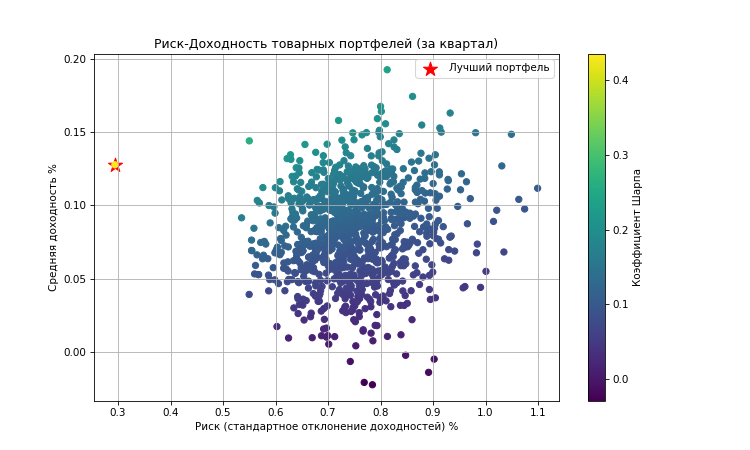 Риск-Доходность товарных портфелей (за квартал)
Лучший портфель
Средняя доходность %
0.20
0.15
0.10
0.05
0.00
0.3 0.4 0.5 0.6 0.7 0.8 0.9 1.0 1.1
Риск (стандартное отклонение доходностей) %
0.4
0.3
0.2
0.1
0.0
Коэффициент Шарпа